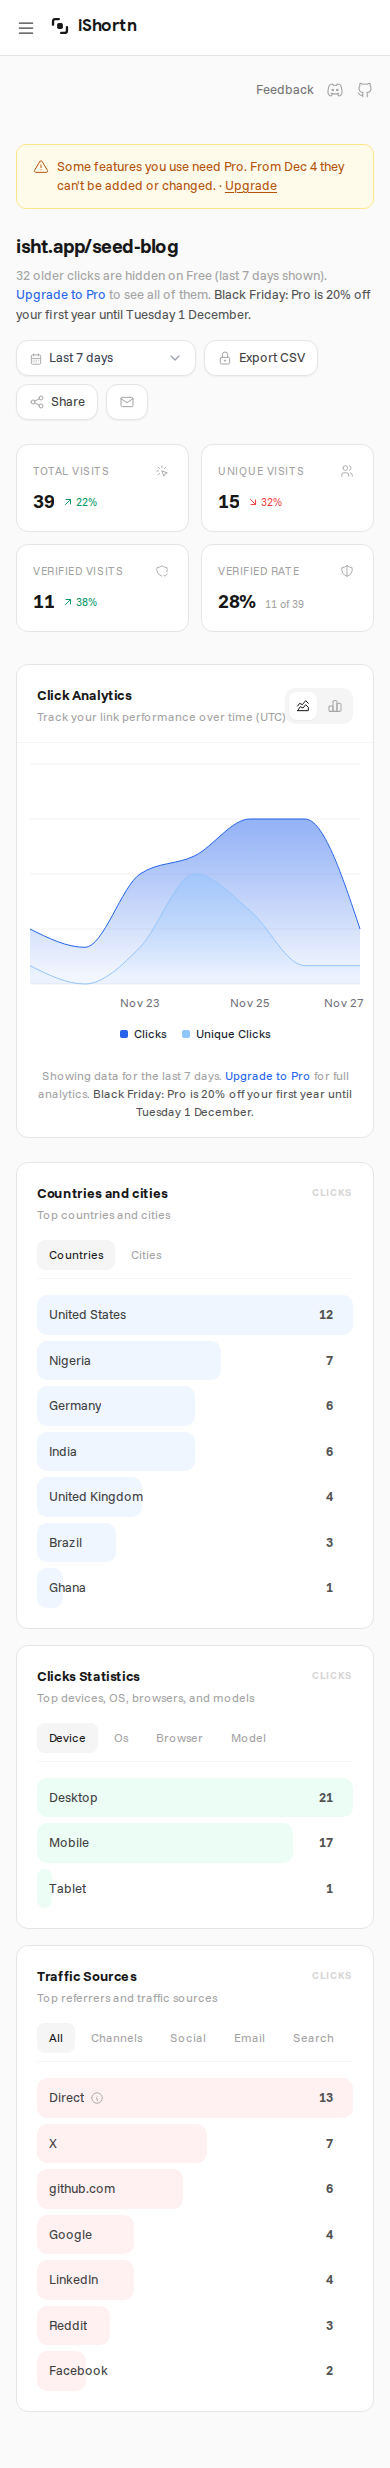 iShortn
Feedback
Some features you use need Pro. From Dec 4 they
can't be added or changed. · Upgrade
isht.app/seed-blog
32 older clicks are hidden on Free (last 7 days shown).
Upgrade to Pro to see all of them. Black Friday: Pro is 20% off
your first year until Tuesday 1 December.
Last 7 days
Export CSV
Share
TOTAL VISITS
39 22%
UNIQUE VISITS
15 32%
VERIFIED VISITS
11 38%
VERIFIED RATE
28% 11 of 39
Click Analytics
Track your link performance over time (UTC)
Nov 23 Nov 25 Nov 27
Clicks Unique Clicks
Showing data for the last 7 days. Upgrade to Pro for full
analytics. Black Friday: Pro is 20% off your first year until
Tuesday 1 December.
Countries and cities CLICKS
Top countries and cities
Countries Cities
United States 12
Nigeria 7
Germany 6
India 6
United Kingdom 4
Brazil 3
Ghana 1
Clicks Statistics CLICKS
Top devices, OS, browsers, and models
Device Os Browser Model
Desktop 21
Mobile 17
Tablet 1
Traffic Sources CLICKS
Top referrers and traffic sources
All Channels Social Email Search
Direct 13
X 7
github.com 6
Google 4
LinkedIn 4
Reddit 3
Facebook 2